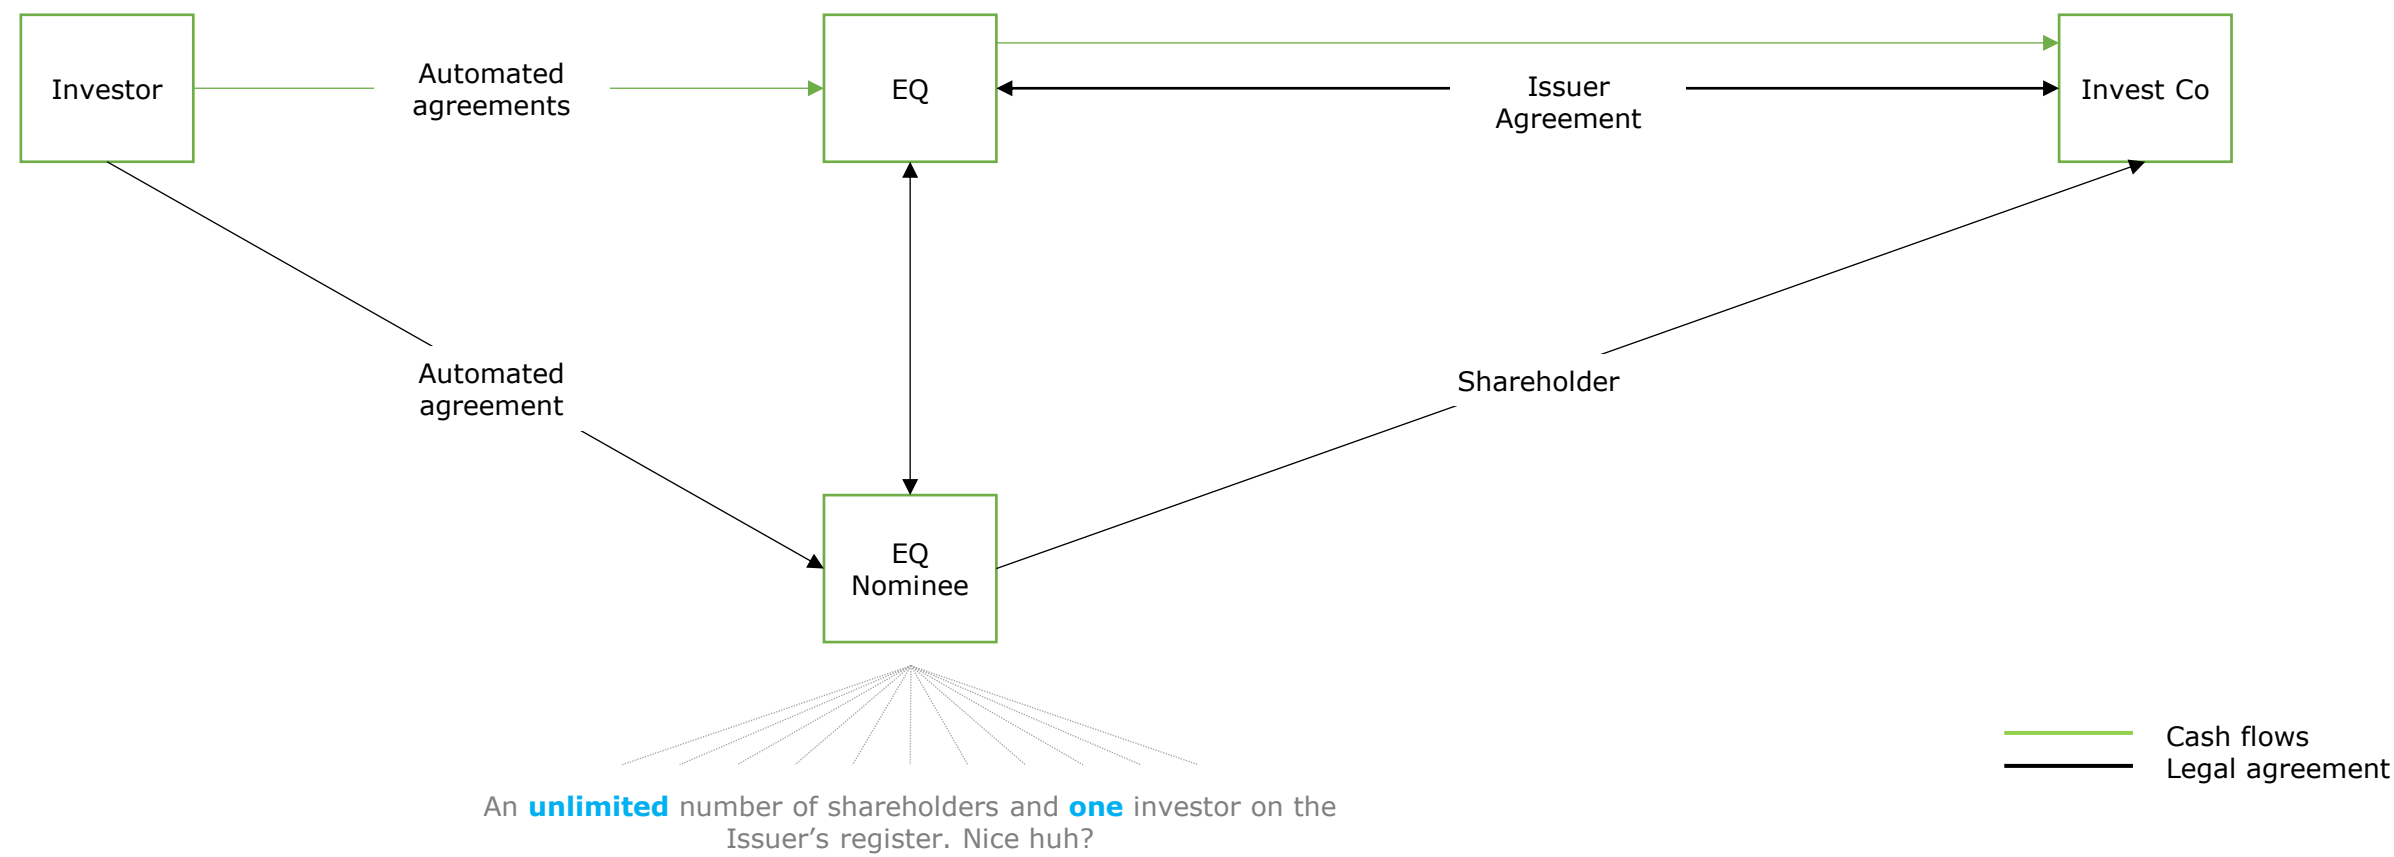 Investor
Automated
agreements
EQ
Issuer
Agreement
Invest Co
Automated
agreement
Shareholder
EQ
Nominee
An unlimited number of shareholders and one investor on the
Issuer’s register. Nice huh?
Cash flows
Legal agreement